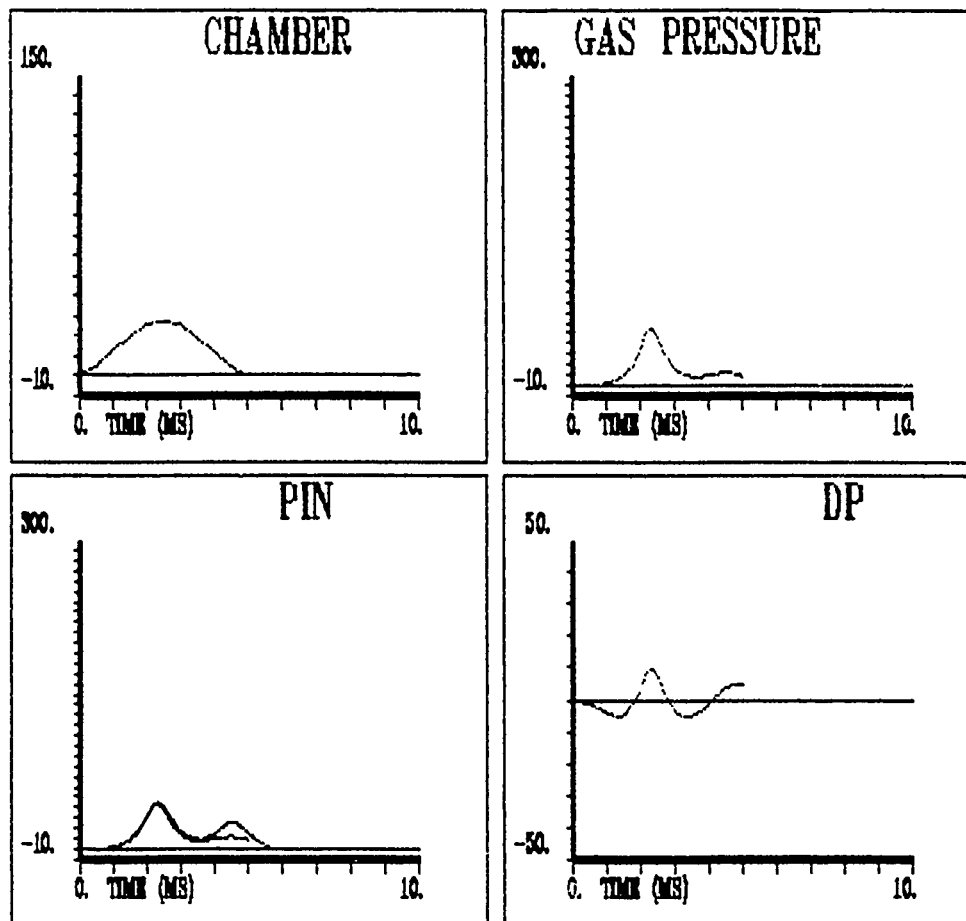 CHAMBER
150.
-10.
0. TIME (MS) 10.
GAS PRESSURE
300.
-10.
0. TIME (MS) 10.
PIN
300.
-10.
0. TIME (MS) 10.
DP
50.
-50.
0. TIME (MS) 10.